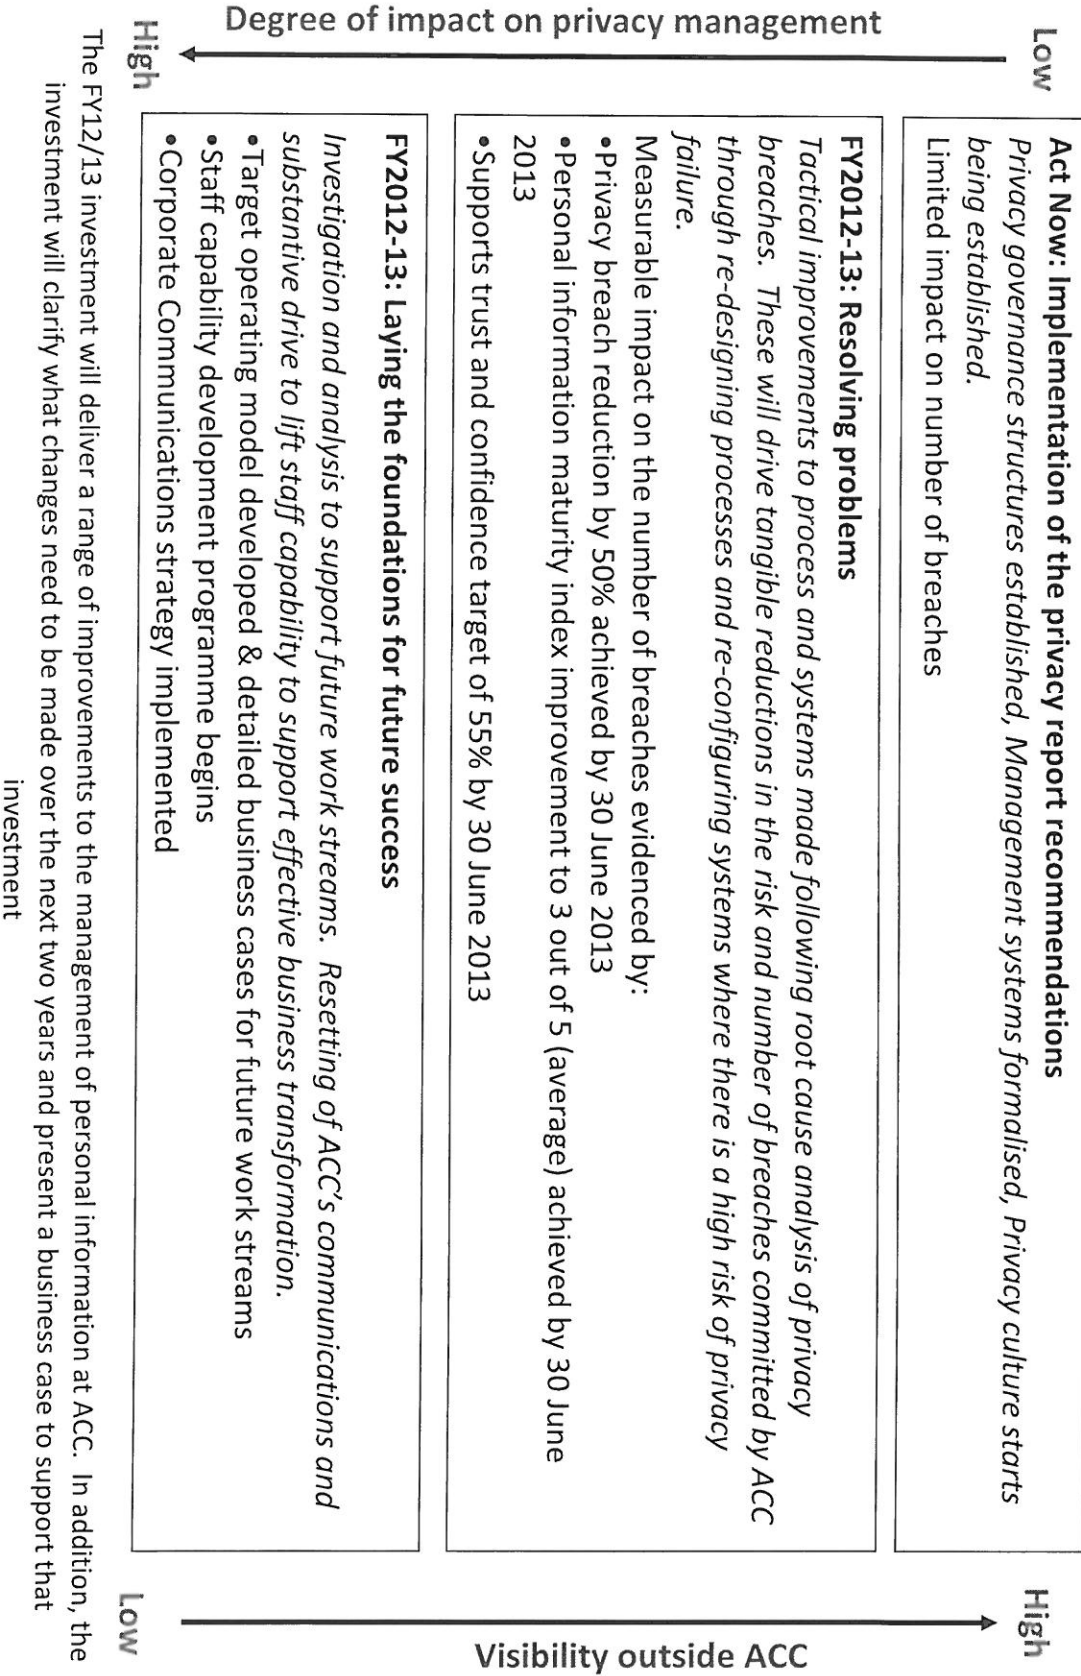 Low
Act Now: Implementation of the privacy report recommendations
Privacy governance structures established, Management systems formalised, Privacy culture starts
being established.
Limited impact on number of breaches
High
Degree of impact on privacy management
FY2012-13: Resolving problems
Tactical improvements to process and systems made following root cause analysis of privacy
breaches.  These will drive tangible reductions in the risk and number of breaches committed by ACC
through re-designing processes and re-configuring systems where there is a high risk of privacy
failure.
Measurable impact on the number of breaches evidenced by:
•Privacy breach reduction by 50% achieved by 30 June 2013
•Personal information maturity index improvement to 3 out of 5 (average) achieved by 30 June
2013
•Supports trust and confidence target of 55% by 30 June 2013
Visibility outside ACC
FY2012-13: Laying the foundations for future success
Investigation and analysis to support future work streams.  Resetting of ACC's communications and
substantive drive to lift staff capability to support effective business transformation.
•Target operating model developed & detailed business cases for future work streams
•Staff capability development programme begins
•Corporate Communications strategy implemented
High
Low
The FY12/13 investment will deliver a range of improvements to the management of personal information at ACC.  In addition, the
investment will clarify what changes need to be made over the next two years and present a business case to support that
investment